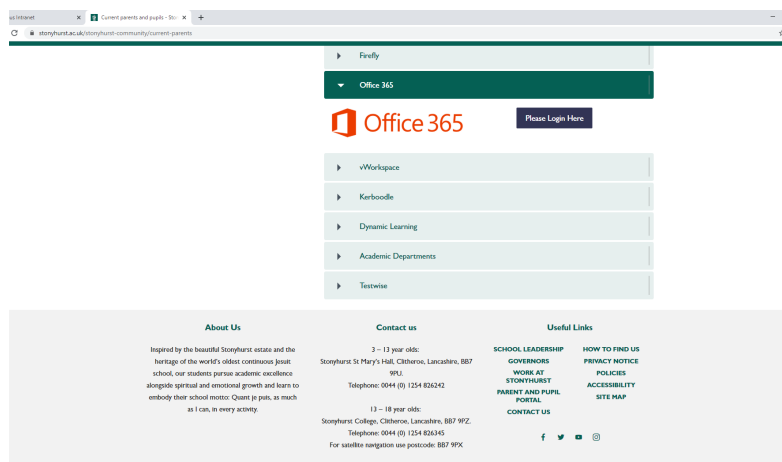 us Intranet
Current parents and pupils - Sto
stonyhurst.ac.uk/stonyhurst-community/current-parents
Firefly
Office 365
Office 365
Please Login Here
vWorkspace
Kerboodle
Dynamic Learning
Academic Departments
Testwise
About Us
Inspired by the beautiful Stonyhurst estate and the
heritage of the world's oldest continuous Jesuit
school, our students pursue academic excellence
alongside spiritual and emotional growth and learn to
embody their school motto: Quant je puis, as much
as I can, in every activity.
Contact us
3 – 13 year olds:
Stonyhurst St Mary's Hall, Clitheroe, Lancashire, BB7
9PU.
Telephone: 0044 (0) 1254 826242
13 – 18 year olds:
Stonyhurst College, Clitheroe, Lancashire, BB7 9PZ.
Telephone: 0044 (0) 1254 826345
For satellite navigation use postcode: BB7 9PX
Useful Links
SCHOOL LEADERSHIP
GOVERNORS
WORK AT
STONYHURST
PARENT AND PUPIL
PORTAL
CONTACT US
HOW TO FIND US
PRIVACY NOTICE
POLICIES
ACCESSIBILITY
SITE MAP